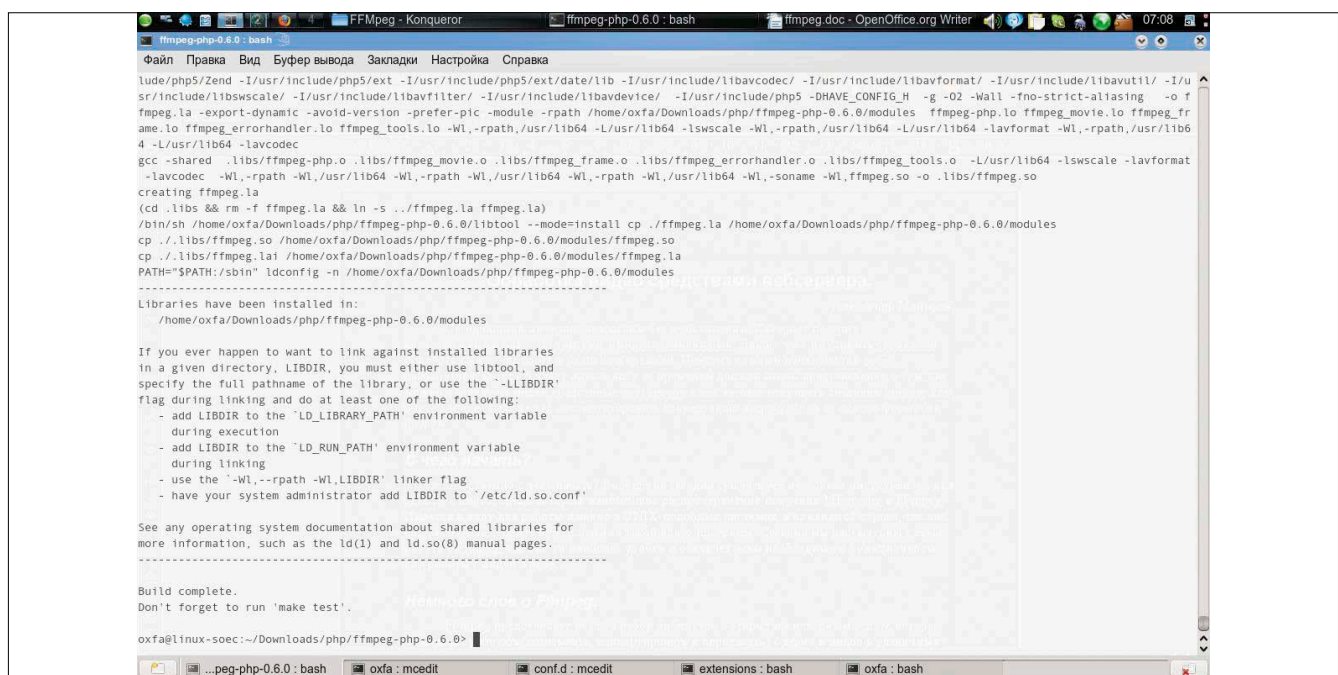 2 4 FFMpeg - Konqueror ffmpeg-php-0.6.0 : bash ffmpeg.doc - OpenOffice.org Writer 07:08
ffmpeg-php-0.6.0 : bash
Файл Правка Вид Буфер вывода Закладки Настройка Справка
lude/php5/Zend -I/usr/include/php5/ext -I/usr/include/php5/ext/date/lib -I/usr/include/libavcodec/ -I/usr/include/libavformat/ -I/usr/include/libavutil/ -I/u
sr/include/libswscale/ -I/usr/include/libavfilter/ -I/usr/include/libavdevice/  -I/usr/include/php5 -DHAVE_CONFIG_H  -g -O2 -Wall -fno-strict-aliasing   -o f
fmpeg.la -export-dynamic -avoid-version -prefer-pic -module -rpath /home/oxfa/Downloads/php/ffmpeg-php-0.6.0/modules  ffmpeg-php.lo ffmpeg_movie.lo ffmpeg_fr
ame.lo ffmpeg_errorhandler.lo ffmpeg_tools.lo -Wl,-rpath,/usr/lib64 -L/usr/lib64 -lswscale -Wl,-rpath,/usr/lib64 -L/usr/lib64 -lavformat -Wl,-rpath,/usr/lib6
4 -L/usr/lib64 -lavcodec
gcc -shared  .libs/ffmpeg-php.o .libs/ffmpeg_movie.o .libs/ffmpeg_frame.o .libs/ffmpeg_errorhandler.o .libs/ffmpeg_tools.o  -L/usr/lib64 -lswscale -lavformat
 -lavcodec  -Wl,-rpath -Wl,/usr/lib64 -Wl,-rpath -Wl,/usr/lib64 -Wl,-rpath -Wl,/usr/lib64 -Wl,-soname -Wl,ffmpeg.so -o .libs/ffmpeg.so
creating ffmpeg.la
(cd .libs && rm -f ffmpeg.la && ln -s ../ffmpeg.la ffmpeg.la)
/bin/sh /home/oxfa/Downloads/php/ffmpeg-php-0.6.0/libtool --mode=install cp ./ffmpeg.la /home/oxfa/Downloads/php/ffmpeg-php-0.6.0/modules
cp ./.libs/ffmpeg.so /home/oxfa/Downloads/php/ffmpeg-php-0.6.0/modules/ffmpeg.so
cp ./.libs/ffmpeg.lai /home/oxfa/Downloads/php/ffmpeg-php-0.6.0/modules/ffmpeg.la
PATH="$PATH:/sbin" ldconfig -n /home/oxfa/Downloads/php/ffmpeg-php-0.6.0/modules
----------------------------------------------------------------------
Libraries have been installed in:
   /home/oxfa/Downloads/php/ffmpeg-php-0.6.0/modules
If you ever happen to want to link against installed libraries
in a given directory, LIBDIR, you must either use libtool, and
specify the full pathname of the library, or use the `-LLIBDIR'
flag during linking and do at least one of the following:
   - add LIBDIR to the `LD_LIBRARY_PATH' environment variable
     during execution
   - add LIBDIR to the `LD_RUN_PATH' environment variable
     during linking
   - use the `-Wl,--rpath -Wl,LIBDIR' linker flag
   - have your system administrator add LIBDIR to `/etc/ld.so.conf'
See any operating system documentation about shared libraries for
more information, such as the ld(1) and ld.so(8) manual pages.
----------------------------------------------------------------------
Build complete.
Don't forget to run 'make test'.
oxfa@linux-soec:~/Downloads/php/ffmpeg-php-0.6.0>
...peg-php-0.6.0 : bash oxfa : mcedit conf.d : mcedit extensions : bash oxfa : bash